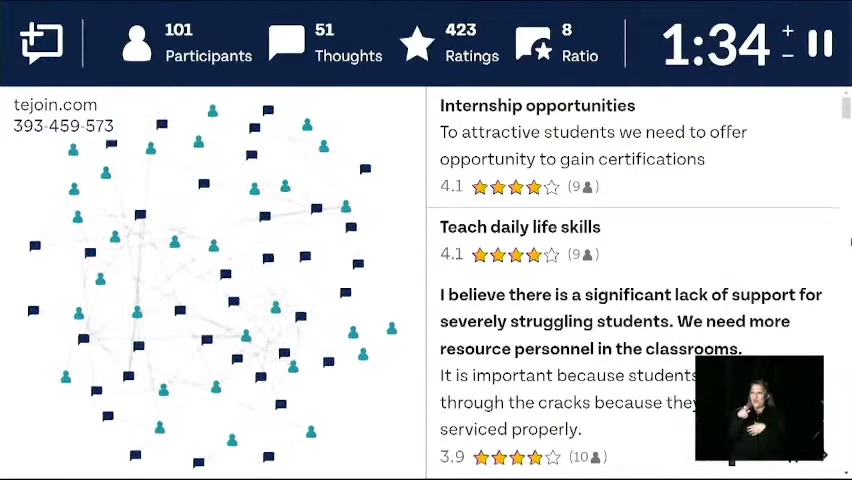 101
Participants
51
Thoughts
423
Ratings
8
Ratio
1:34
+
−
tejoin.com
393-459-573
Internship opportunities
To attractive students we need to offer
opportunity to gain certifications
4.1 (9)
Teach daily life skills
4.1 (9)
I believe there is a significant lack of support for
severely struggling students. We need more
resource personnel in the classrooms.
It is important because students
through the cracks because they
serviced properly.
3.9 (10)